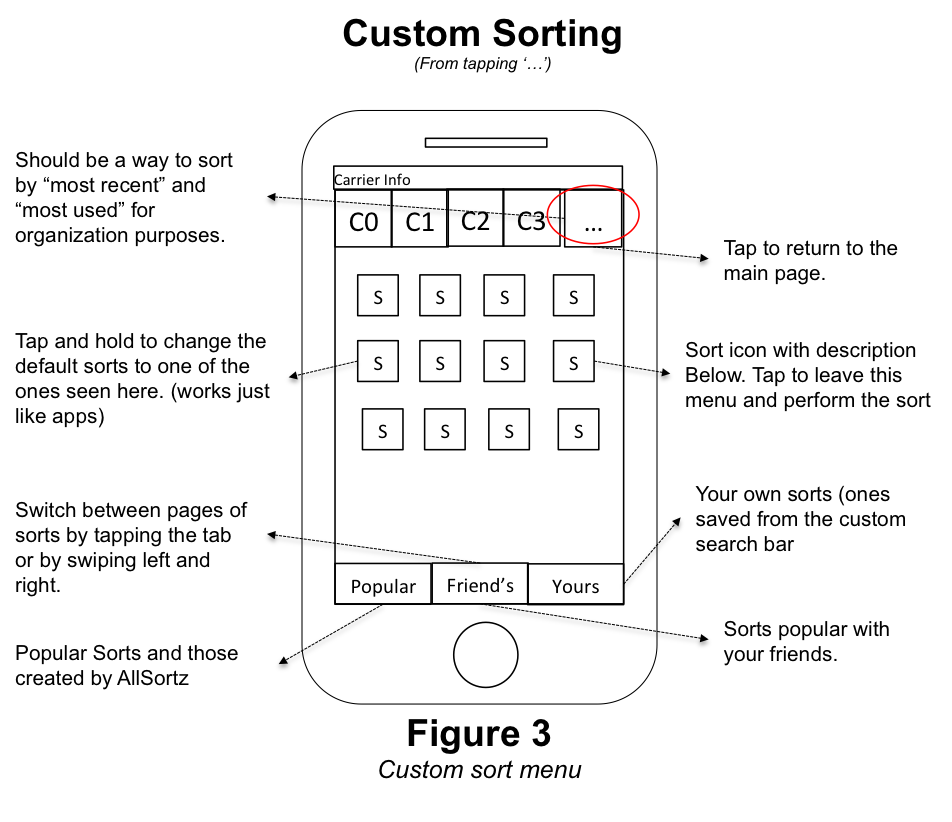 Custom Sorting
(From tapping ‘…’)
Should be a way to sort
by “most recent” and
“most used” for
organization purposes.
Carrier Info
C0 C1 C2 C3 ...
Tap to return to the
main page.
S S S S
Tap and hold to change the
default sorts to one of the
ones seen here. (works just
like apps)
S S S S
Sort icon with description
Below. Tap to leave this
menu and perform the sort
S S S S
Switch between pages of
sorts by tapping the tab
or by swiping left and
right.
Your own sorts (ones
saved from the custom
search bar
Popular Friend’s Yours
Popular Sorts and those
created by AllSortz
Sorts popular with
your friends.
Figure 3
Custom sort menu